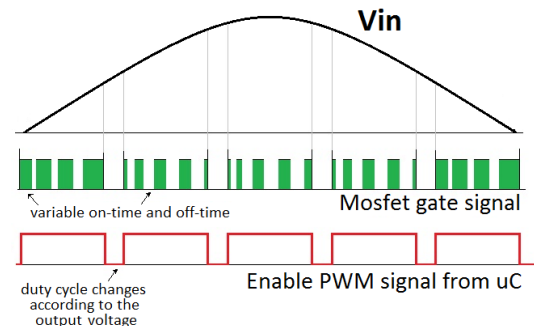 Vin
variable on-time and off-time
Mosfet gate signal
Enable PWM signal from uC
duty cycle changes
according to the
output voltage